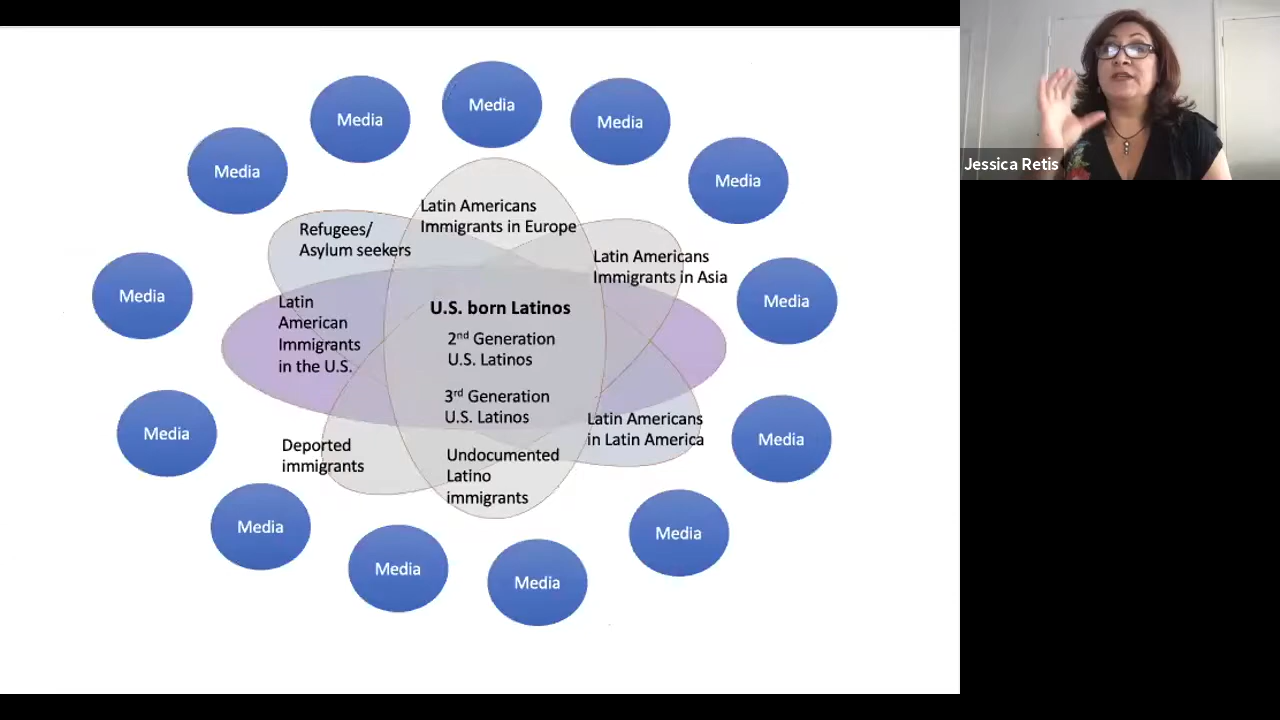 Media
Media
Media
Media
Media
Latin Americans
Immigrants in Europe
Refugees/
Asylum seekers
Latin Americans
Immigrants in Asia
Media
Media
Latin
American
Immigrants
in the U.S.
U.S. born Latinos
2nd Generation
U.S. Latinos
3rd Generation
U.S. Latinos
Latin Americans
in Latin America
Media
Media
Deported
immigrants
Undocumented
Latino
immigrants
Media
Media
Media
Media
Jessica Retis